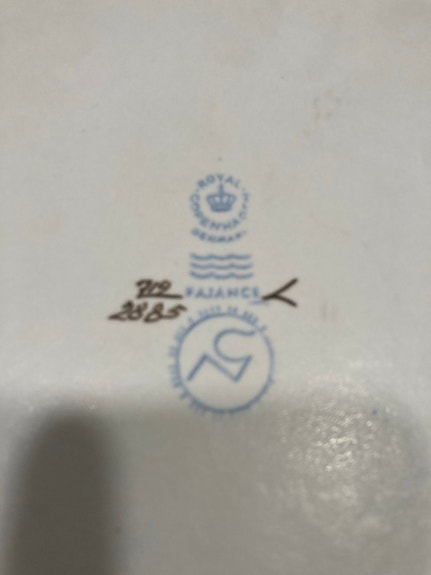 ROYAL
COPENHAGEN
DENMARK
719
FAJANCE
2885